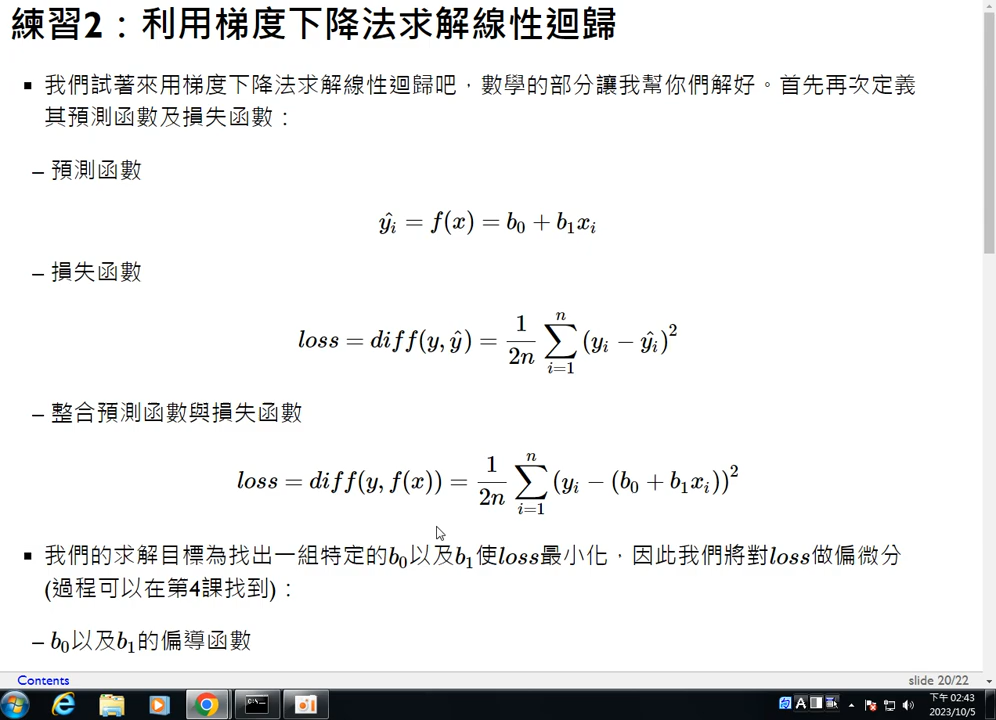 練習2：利用梯度下降法求解線性迴歸
▪ 我們試著來用梯度下降法求解線性迴歸吧，數學的部分讓我幫你們解好。首先再次定義
其預測函數及損失函數：
– 預測函數
ŷᵢ = f(x) = b₀ + b₁xᵢ
– 損失函數
loss = diff(y, ŷ) = \frac{1}{2n} \sum_{i=1}^{n} (yᵢ − ŷᵢ)²
– 整合預測函數與損失函數
loss = diff(y, f(x)) = \frac{1}{2n} \sum_{i=1}^{n} (yᵢ − (b₀ + b₁xᵢ))²
▪ 我們的求解目標為找出一組特定的b₀以及b₁使loss最小化，因此我們將對loss做偏微分
(過程可以在第4課找到)：
– b₀以及b₁的偏導函數
Contents
slide 20/22
A
下午 02:43
2023/10/5